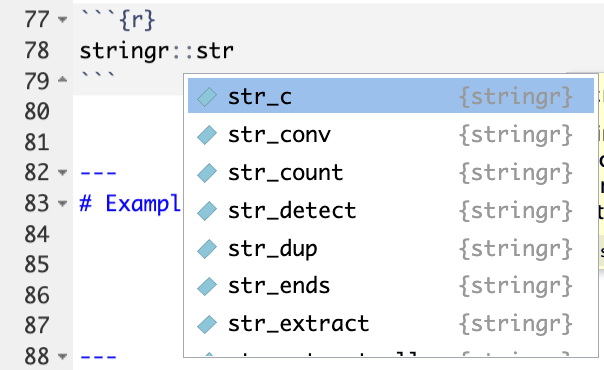 77 ```{r}
78 stringr::str
79 ```
str_c {stringr}
80
str_conv {stringr}
81
82 ---
str_count {stringr}
83 # Exampl
str_detect {stringr}
84
str_dup {stringr}
85
86
str_ends {stringr}
87
str_extract {stringr}
88 ---